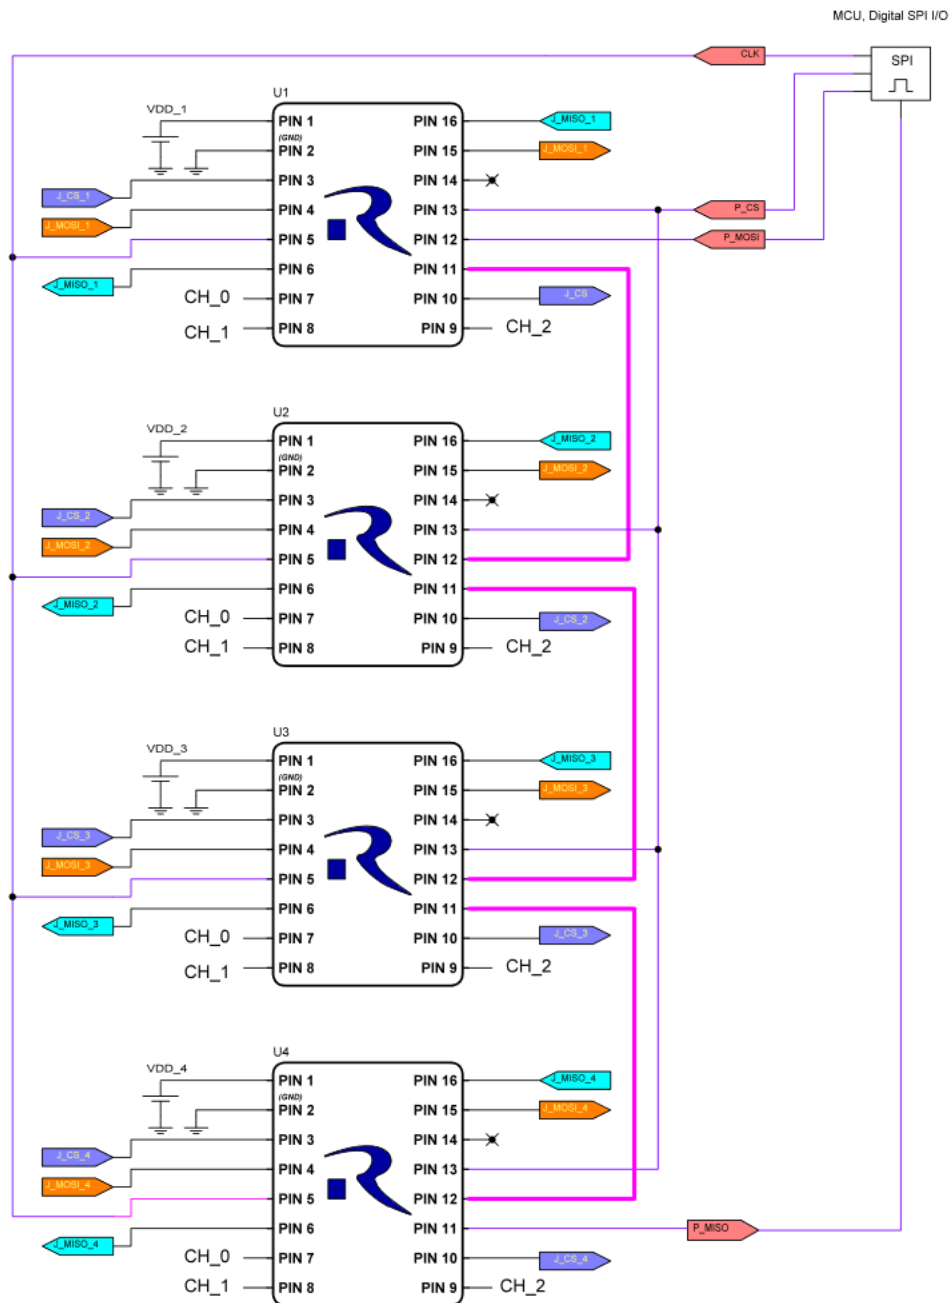 MCU, Digital SPI I/O
CLK
SPI
U1
VDD_1
PIN 1
PIN 16
J_MISO_1
(GND)
PIN 2
PIN 15
J_MOSI_1
PIN 3
PIN 14
J_CS_1
PIN 4
PIN 13
P_CS
J_MOSI_1
PIN 5
PIN 12
P_MOSI
PIN 6
PIN 11
J_MISO_1
CH_0
PIN 7
PIN 10
J_CS
CH_1
PIN 8
PIN 9
CH_2
U2
VDD_2
PIN 1
PIN 16
J_MISO_2
(GND)
PIN 2
PIN 15
J_MOSI_2
PIN 3
PIN 14
J_CS_2
PIN 4
PIN 13
J_MOSI_2
PIN 5
PIN 12
PIN 6
PIN 11
J_MISO_2
CH_0
PIN 7
PIN 10
J_CS_2
CH_1
PIN 8
PIN 9
CH_2
U3
VDD_3
PIN 1
PIN 16
J_MISO_3
(GND)
PIN 2
PIN 15
J_MOSI_3
PIN 3
PIN 14
J_CS_3
PIN 4
PIN 13
J_MOSI_3
PIN 5
PIN 12
PIN 6
PIN 11
J_MISO_3
CH_0
PIN 7
PIN 10
J_CS_3
CH_1
PIN 8
PIN 9
CH_2
U4
VDD_4
PIN 1
PIN 16
J_MISO_4
(GND)
PIN 2
PIN 15
J_MOSI_4
PIN 3
PIN 14
J_CS_4
PIN 4
PIN 13
J_MOSI_4
PIN 5
PIN 12
PIN 6
PIN 11
P_MISO
J_MISO_4
CH_0
PIN 7
PIN 10
J_CS_4
CH_1
PIN 8
PIN 9
CH_2